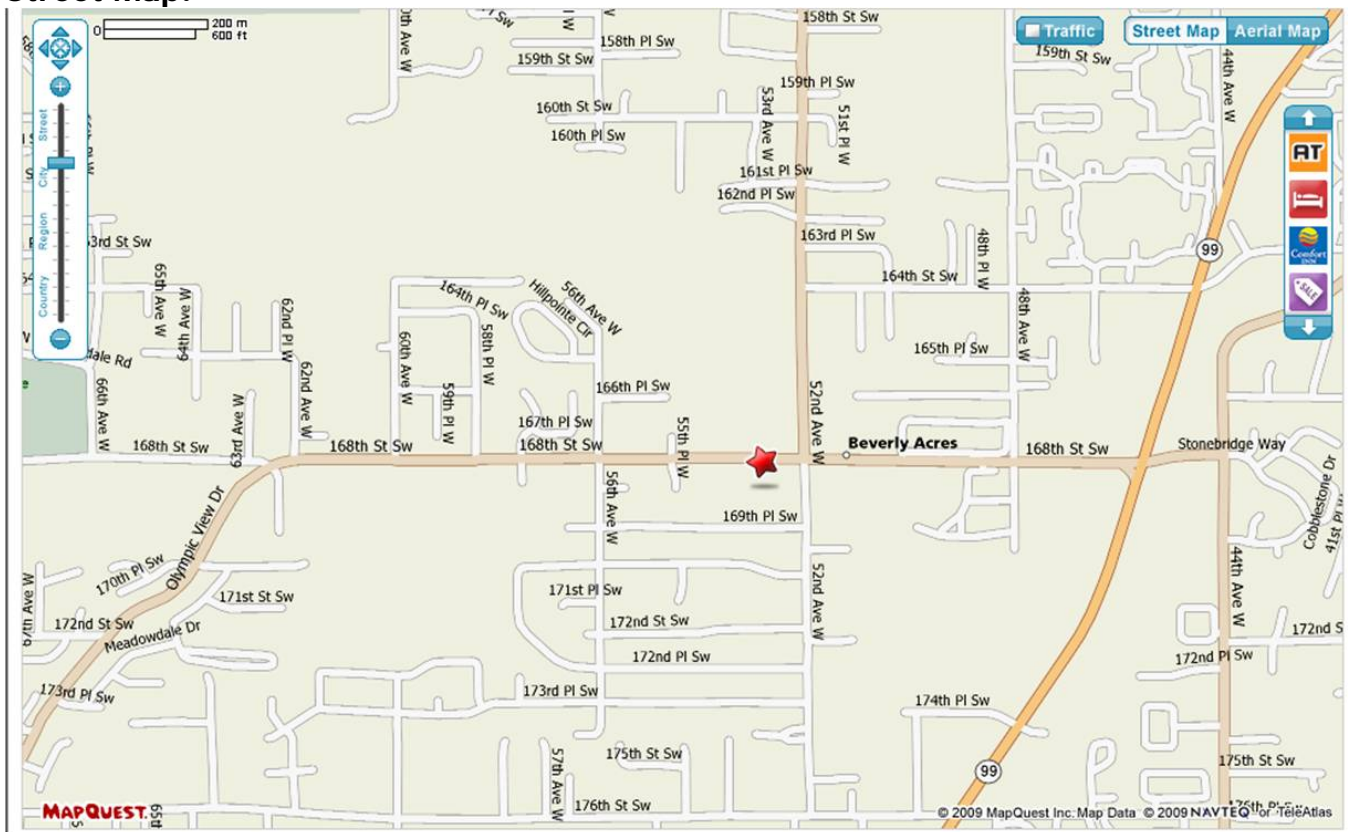 200 m
0
600 ft
158th St Sw
Traffic
Street Map
Aerial Map
158th Pl Sw
159th St Sw
159th St Sw
44th Ave W
159th Pl Sw
53rd Ave W
51st Pl W
160th St Sw
160th Pl Sw
161st Pl Sw
162nd Pl Sw
163rd Pl Sw
48th Pl W
99
Comfort
INN
SALE
Street
City
Region
Country
65th Ave W
64th Ave W
62nd Pl W
164th Pl Sw
Hillpointe Cir
56th Ave W
164th St Sw
48th Ave W
60th Ave W
58th Pl W
165th Pl Sw
66th Ave W
62nd Ave W
59th Pl W
166th Pl Sw
52nd Ave W
63rd Ave W
167th Pl Sw
55th Pl W
168th St Sw
168th St Sw
168th St Sw
Beverly Acres
168th St Sw
Stonebridge Way
56th Ave W
Cobblestone Dr
41st Pl W
169th Pl Sw
Olympic View Dr
170th Pl Sw
171st St Sw
171st Pl Sw
52nd Ave W
44th Ave W
172nd St Sw
Meadowdale Dr
172nd St Sw
172nd S
172nd Pl Sw
172nd Pl Sw
173rd Pl Sw
173rd Pl Sw
174th Pl Sw
57th Ave W
175th St Sw
99
175th St Sw
176th St Sw
MAPQUEST.
© 2009 MapQuest Inc. Map Data © 2009 NAVTEQ or TeleAtlas